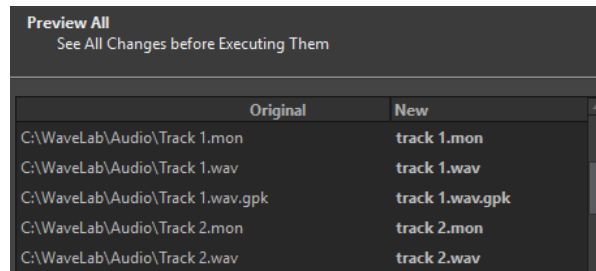 Preview All
See All Changes before Executing Them
Original New
C:\WaveLab\Audio\Track 1.mon track 1.mon
C:\WaveLab\Audio\Track 1.wav track 1.wav
C:\WaveLab\Audio\Track 1.wav.gpk track 1.wav.gpk
C:\WaveLab\Audio\Track 2.mon track 2.mon
C:\WaveLab\Audio\Track 2.wav track 2.wav